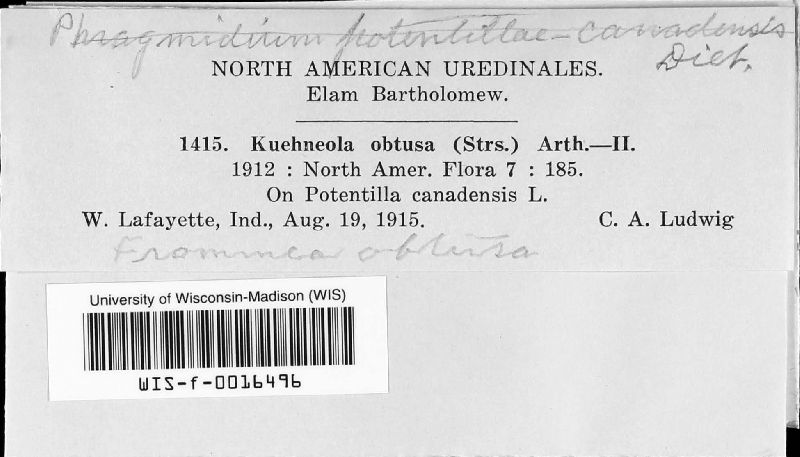 Phragmidium potentillae-canadensis
Diet.
NORTH AMERICAN UREDINALES.
Elam Bartholomew.
1415. Kuehneola obtusa (Strs.) Arth.—II.
1912 : North Amer. Flora 7 : 185.
On Potentilla canadensis L.
W. Lafayette, Ind., Aug. 19, 1915. C. A. Ludwig
Frommea obtusa
University of Wisconsin-Madison (WIS)
WIS-f-0016496